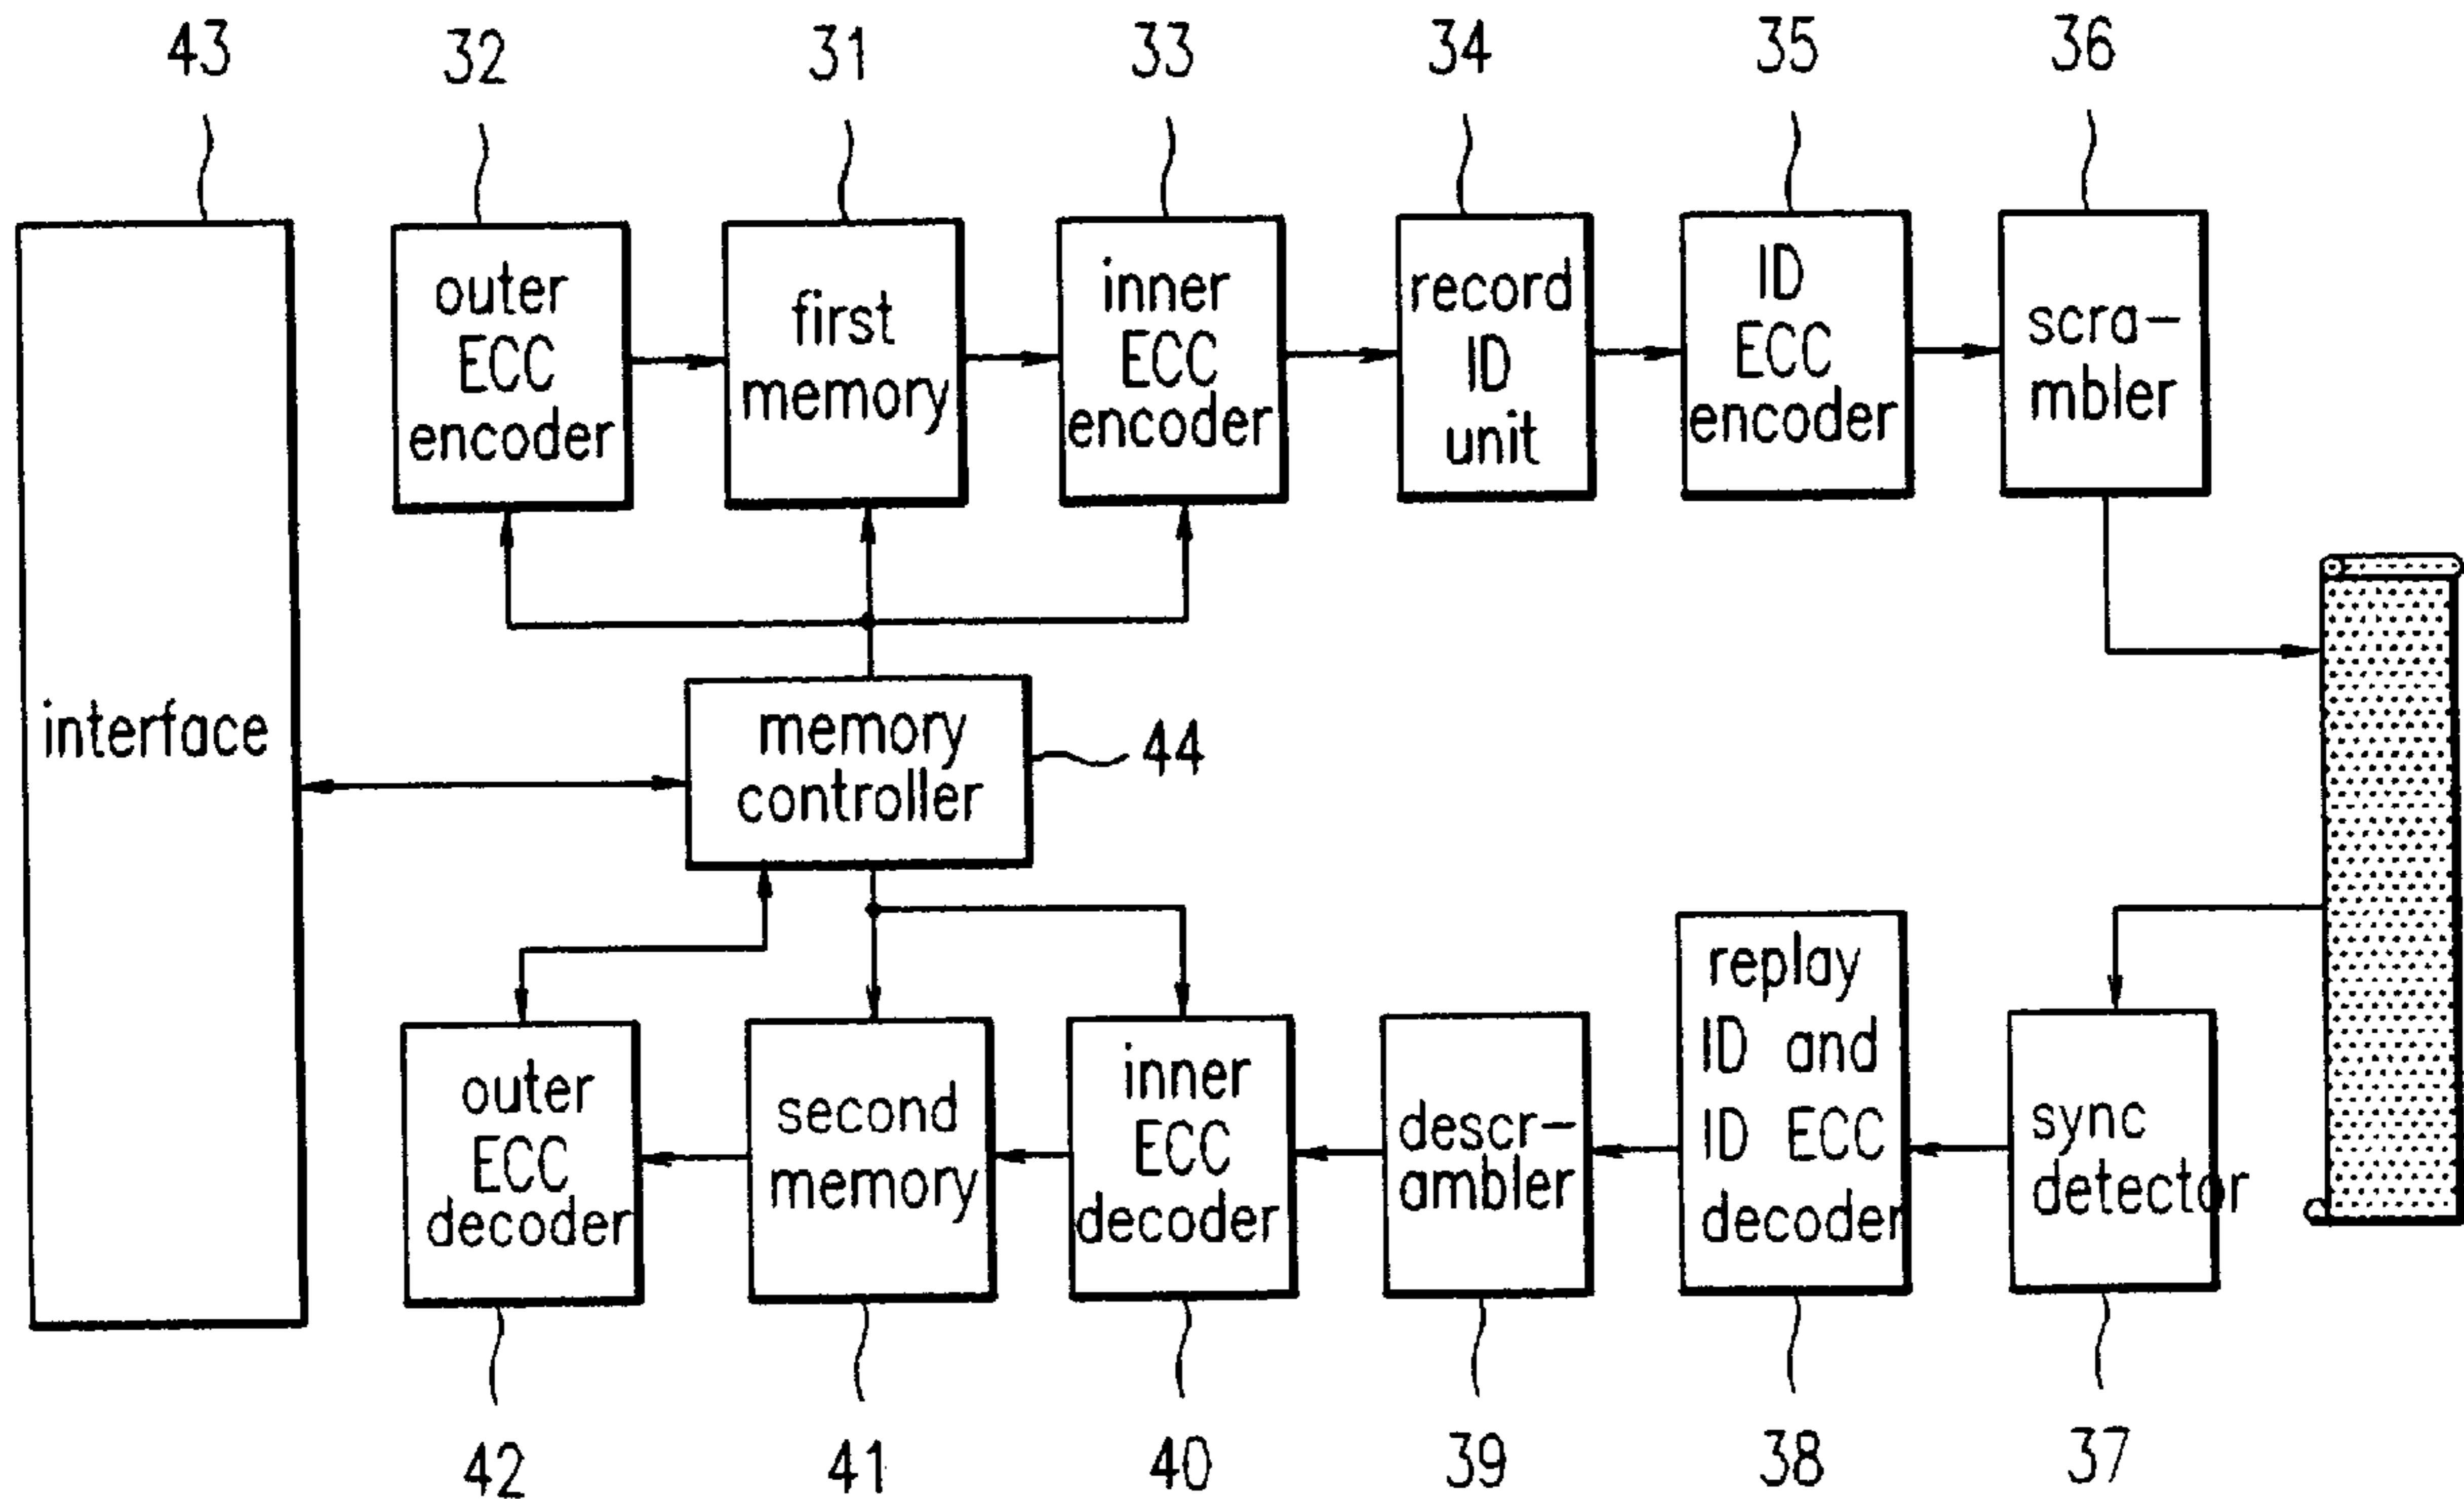 43
32
31
33
34
35
36
outer
ECC
encoder
first
memory
inner
ECC
encoder
record
ID
unit
ID
ECC
encoder
scra-
mbler
interface
memory
controller
44
outer
ECC
decoder
second
memory
inner
ECC
decoder
descr-
ambler
replay
ID and
ID ECC
decoder
sync
detector
42
41
40
39
38
37